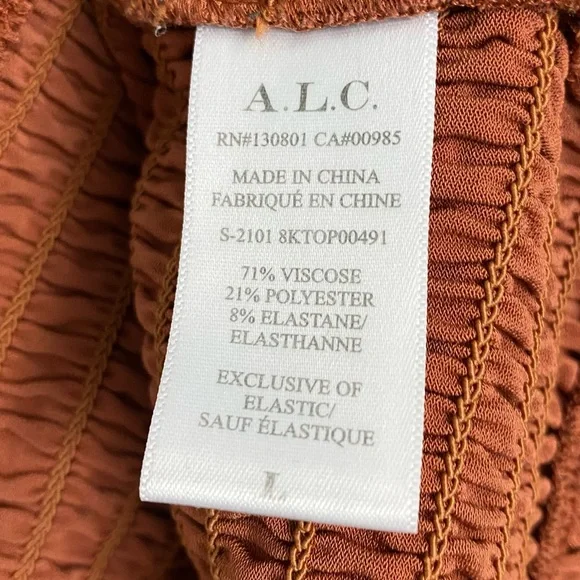 A.L.C.
RN#130801 CA#00985
MADE IN CHINA
FABRIQUÉ EN CHINE
S-2101 8KTOP00491
71% VISCOSE
21% POLYESTER
8% ELASTANE/
ELASTHANNE
EXCLUSIVE OF
ELASTIC/
SAUF ÉLASTIQUE
L